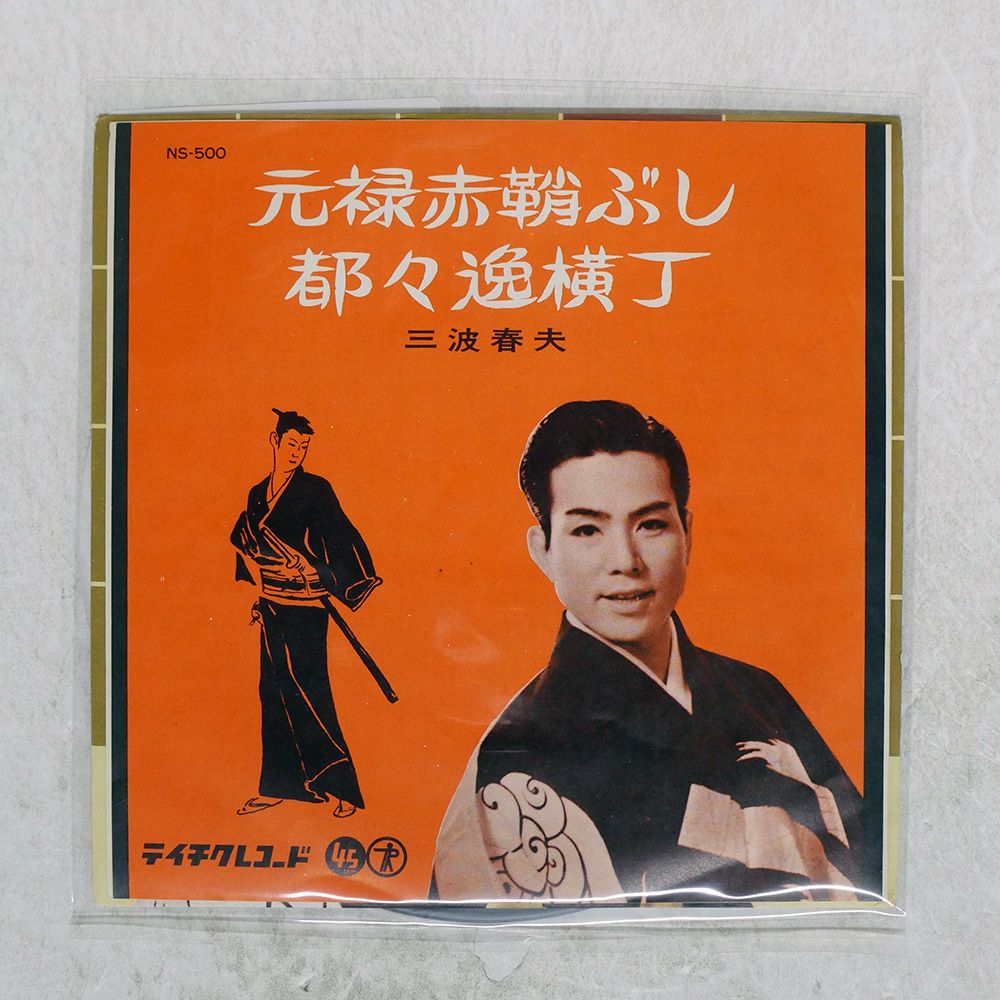 NS-500
元禄赤鞘ぶし
都々逸横丁
三波春夫
テイチクレコード 45